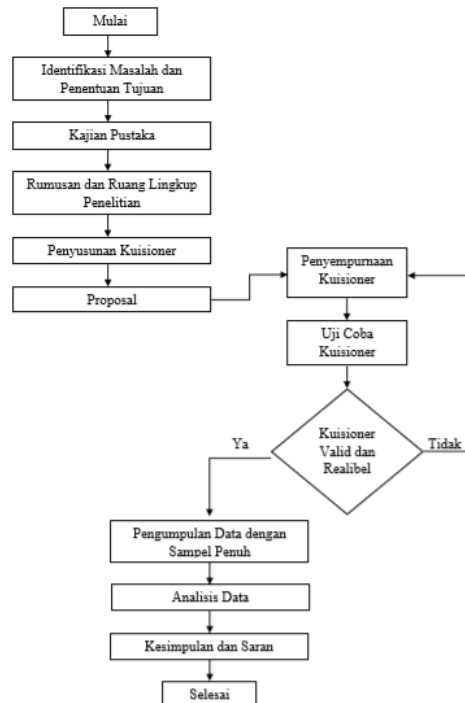 Mulai
Identifikasi Masalah dan
Penentuan Tujuan
Kajian Pustaka
Rumusan dan Ruang Lingkup
Penelitian
Penyusunan Kuisioner
Proposal
Penyempurnaan
Kuisioner
Uji Coba
Kuisioner
Kuisioner
Valid dan
Realibel
Ya
Tidak
Pengumpulan Data dengan
Sampel Penuh
Analisis Data
Kesimpulan dan Saran
Selesai